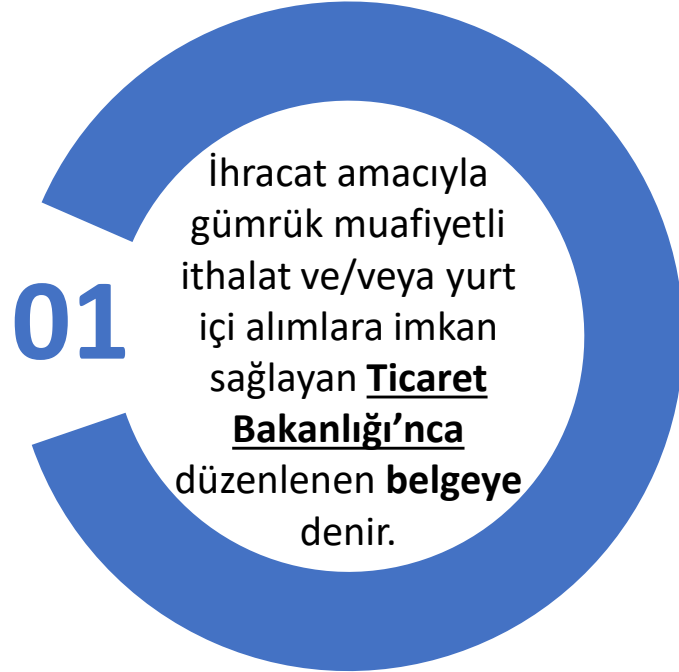 01
İhracat amacıyla
gümrük muafiyetli
ithalat ve/veya yurt
içi alımlara imkan
sağlayan Ticaret
Bakanlığı’nca
düzenlenen belgeye
denir.